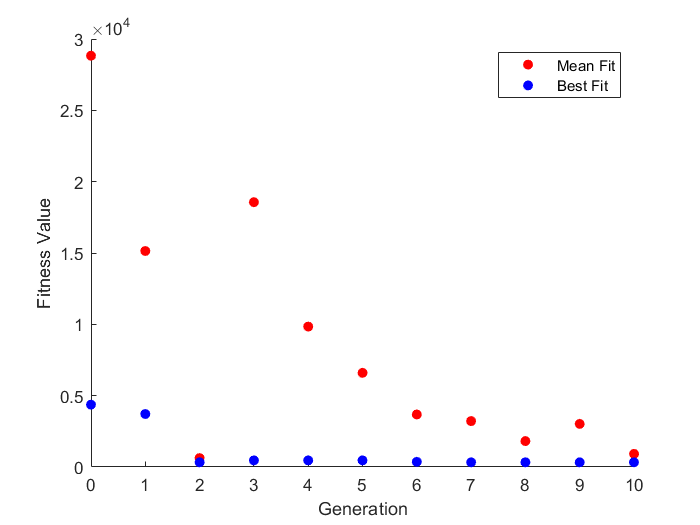 ×10⁴
3
2.5
2
1.5
1
0.5
0
Fitness Value
Mean Fit
Best Fit
0 1 2 3 4 5 6 7 8 9 10
Generation